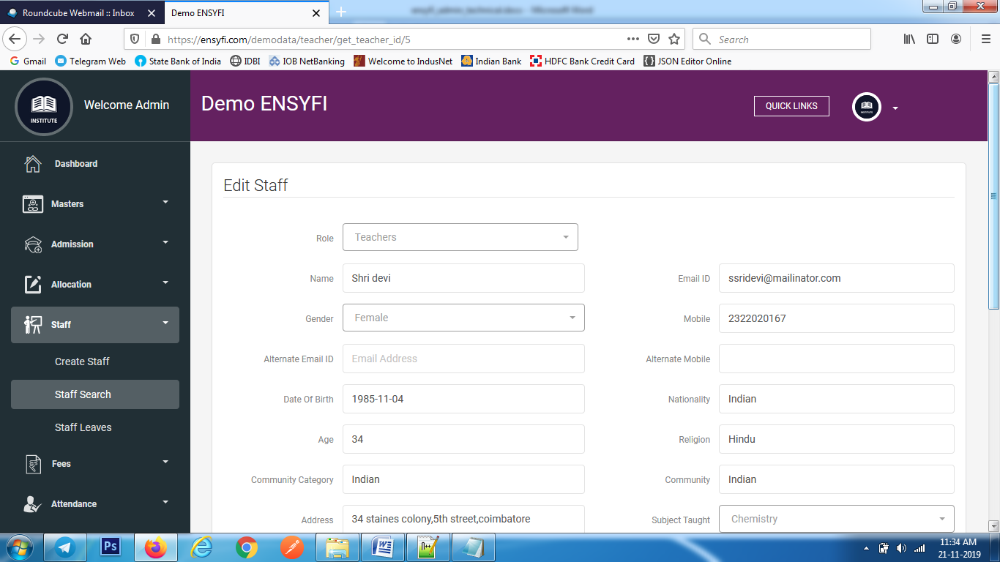 Roundcube Webmail :: Inbox
Demo ENSYFI
ensyfi_admin_technical.docx - Microsoft Word
https://ensyfi.com/demodata/teacher/get_teacher_id/5
Search
Gmail
Telegram Web
State Bank of India
IDBI
IOB NetBanking
Welcome to IndusNet
Indian Bank
HDFC Bank Credit Card
JSON Editor Online
INSTITUTE
Welcome Admin
Demo ENSYFI
QUICK LINKS
Dashboard
Masters
Admission
Allocation
Staff
Create Staff
Staff Search
Staff Leaves
Fees
Attendance
Edit Staff
Role Teachers
Name Shri devi Email ID ssridevi@mailinator.com
Gender Female Mobile 2322020167
Alternate Email ID Email Address Alternate Mobile
Date Of Birth 1985-11-04 Nationality Indian
Age 34 Religion Hindu
Community Category Indian Community Indian
Address 34 staines colony,5th street,coimbatore Subject Taught Chemistry
Ps
11:34 AM
21-11-2019